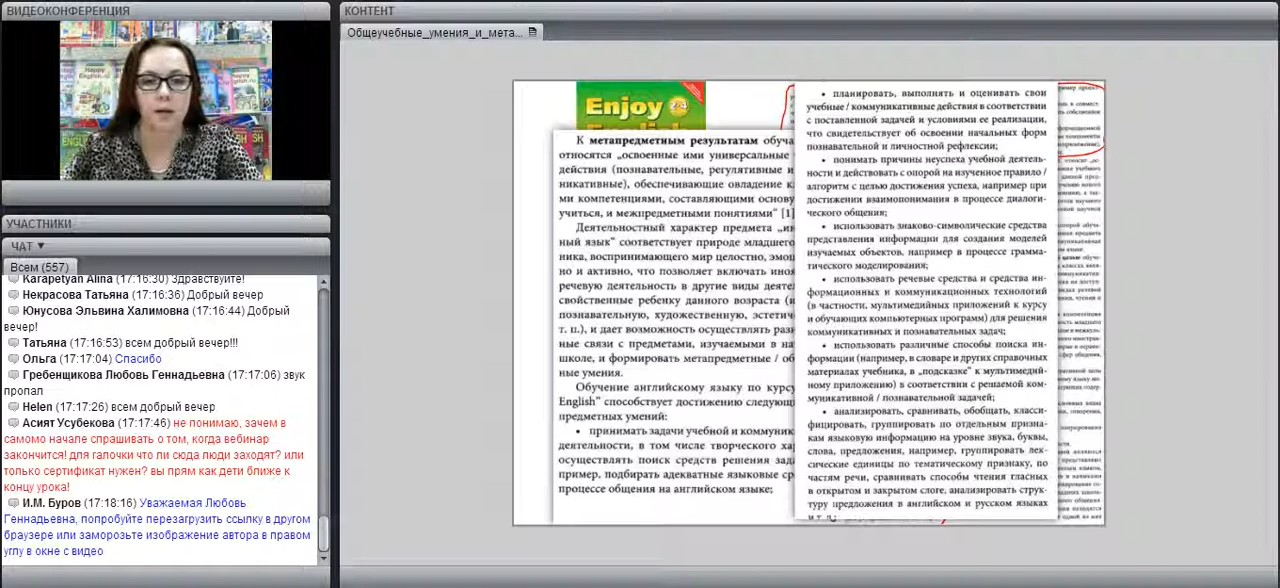 ВИДЕОКОНФЕРЕНЦИЯ
УЧАСТНИКИ
ЧАТ ▼
Всем (557)
Karapetyan Alina (17:16:30) Здравствуйте!
Некрасова Татьяна (17:16:36) Добрый вечер
Юнусова Эльвина Халимовна (17:16:44) Добрый
вечер!
Татьяна (17:16:53) всем добрый вечер!!!
Ольга (17:17:04) Спасибо
Гребенщикова Любовь Геннадьевна (17:17:06) звук
пропал
Helen (17:17:26) всем добрый вечер
Асият Усубекова (17:17:46) не понимаю, зачем в
самомо начале спрашивать о том, когда вебинар
закончится! для галочки что ли сюда люди заходят? или
только сертификат нужен? вы прям как дети ближе к
концу урока!
И.М. Буров (17:18:16) Уважаемая Любовь
Геннадьевна, попробуйте перезагрузить ссылку в другом
браузере или заморозьте изображение автора в правом
углу в окне с видео
КОНТЕНТ
Общеучебные_умения_и_мета...
Enjoy 2-4
К метапредметным результатам обуча
относятся „освоенные ими универсальные
действия (познавательные, регулятивные и
никативные), обеспечивающие овладение к
ми компетенциями, составляющими основу
учиться, и межпредметными понятиями" [1]
Деятельностный характер предмета „ин
ный язык" соответствует природе младшего
ника, воспринимающего мир целостно, эмоц
но и активно, что позволяет включать иноя
речевую деятельность в другие виды деяте
свойственные ребенку данного возраста (и
познавательную, художественную, эстетич
т. п.), и дает возможность осуществлять раз
ные связи с предметами, изучаемыми в на
школе, и формировать метапредметные / об
ные умения.
Обучение английскому языку по курсу
English" способствует достижению следующ
предметных умений:
• принимать задачи учебной и коммуник
деятельности, в том числе творческого ха
осуществлять поиск средств решения зада
пример, подбирать адекватные языковые ср
процессе общения на английском языке;
• планировать, выполнять и оценивать свои
учебные / коммуникативные действия в соответствии
с поставленной задачей и условиями ее реализации,
что свидетельствует об освоении начальных форм
познавательной и личностной рефлексии;
• понимать причины неуспеха учебной деятель-
ности и действовать с опорой на изученное правило /
алгоритм с целью достижения успеха, например при
достижении взаимопонимания в процессе диалоги-
ческого общения;
• использовать знаково-символические средства
представления информации для создания моделей
изучаемых объектов, например в процессе грамма-
тического моделирования;
• использовать речевые средства и средства ин-
формационных и коммуникационных технологий
(в частности, мультимедийных приложений к курсу
и обучающих компьютерных программ) для решения
коммуникативных и познавательных задач;
• использовать различные способы поиска ин-
формации (например, в словаре и других справочных
материалах учебника, в „подсказке" к мультимедий-
ному приложению) в соответствии с решаемой ком-
муникативной / познавательной задачей;
• анализировать, сравнивать, обобщать, класси-
фицировать, группировать по отдельным призна-
кам языковую информацию на уровне звука, буквы,
слова, предложения, например, группировать лек-
сические единицы по тематическому признаку, по
частям речи, сравнивать способы чтения гласных
в открытом и закрытом слоге, анализировать струк-
туру предложения в английском и русском языках
и т. п.;